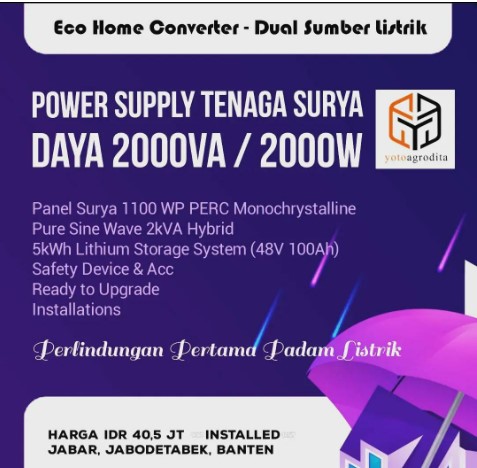 Eco Home Converter - Dual Sumber Listrik
POWER SUPPLY TENAGA SURYA
DAYA 2000VA / 2000W
yotoagrodita
Panel Surya 1100 WP PERC Monochrystalline
Pure Sine Wave 2kVA Hybrid
5kWh Lithium Storage System (48V 100Ah)
Safety Device & Acc
Ready to Upgrade
Installations
Perlindungan Pertama Padam Listrik
HARGA IDR 40,5 JT INSTALLED
JABAR, JABODETABEK, BANTEN